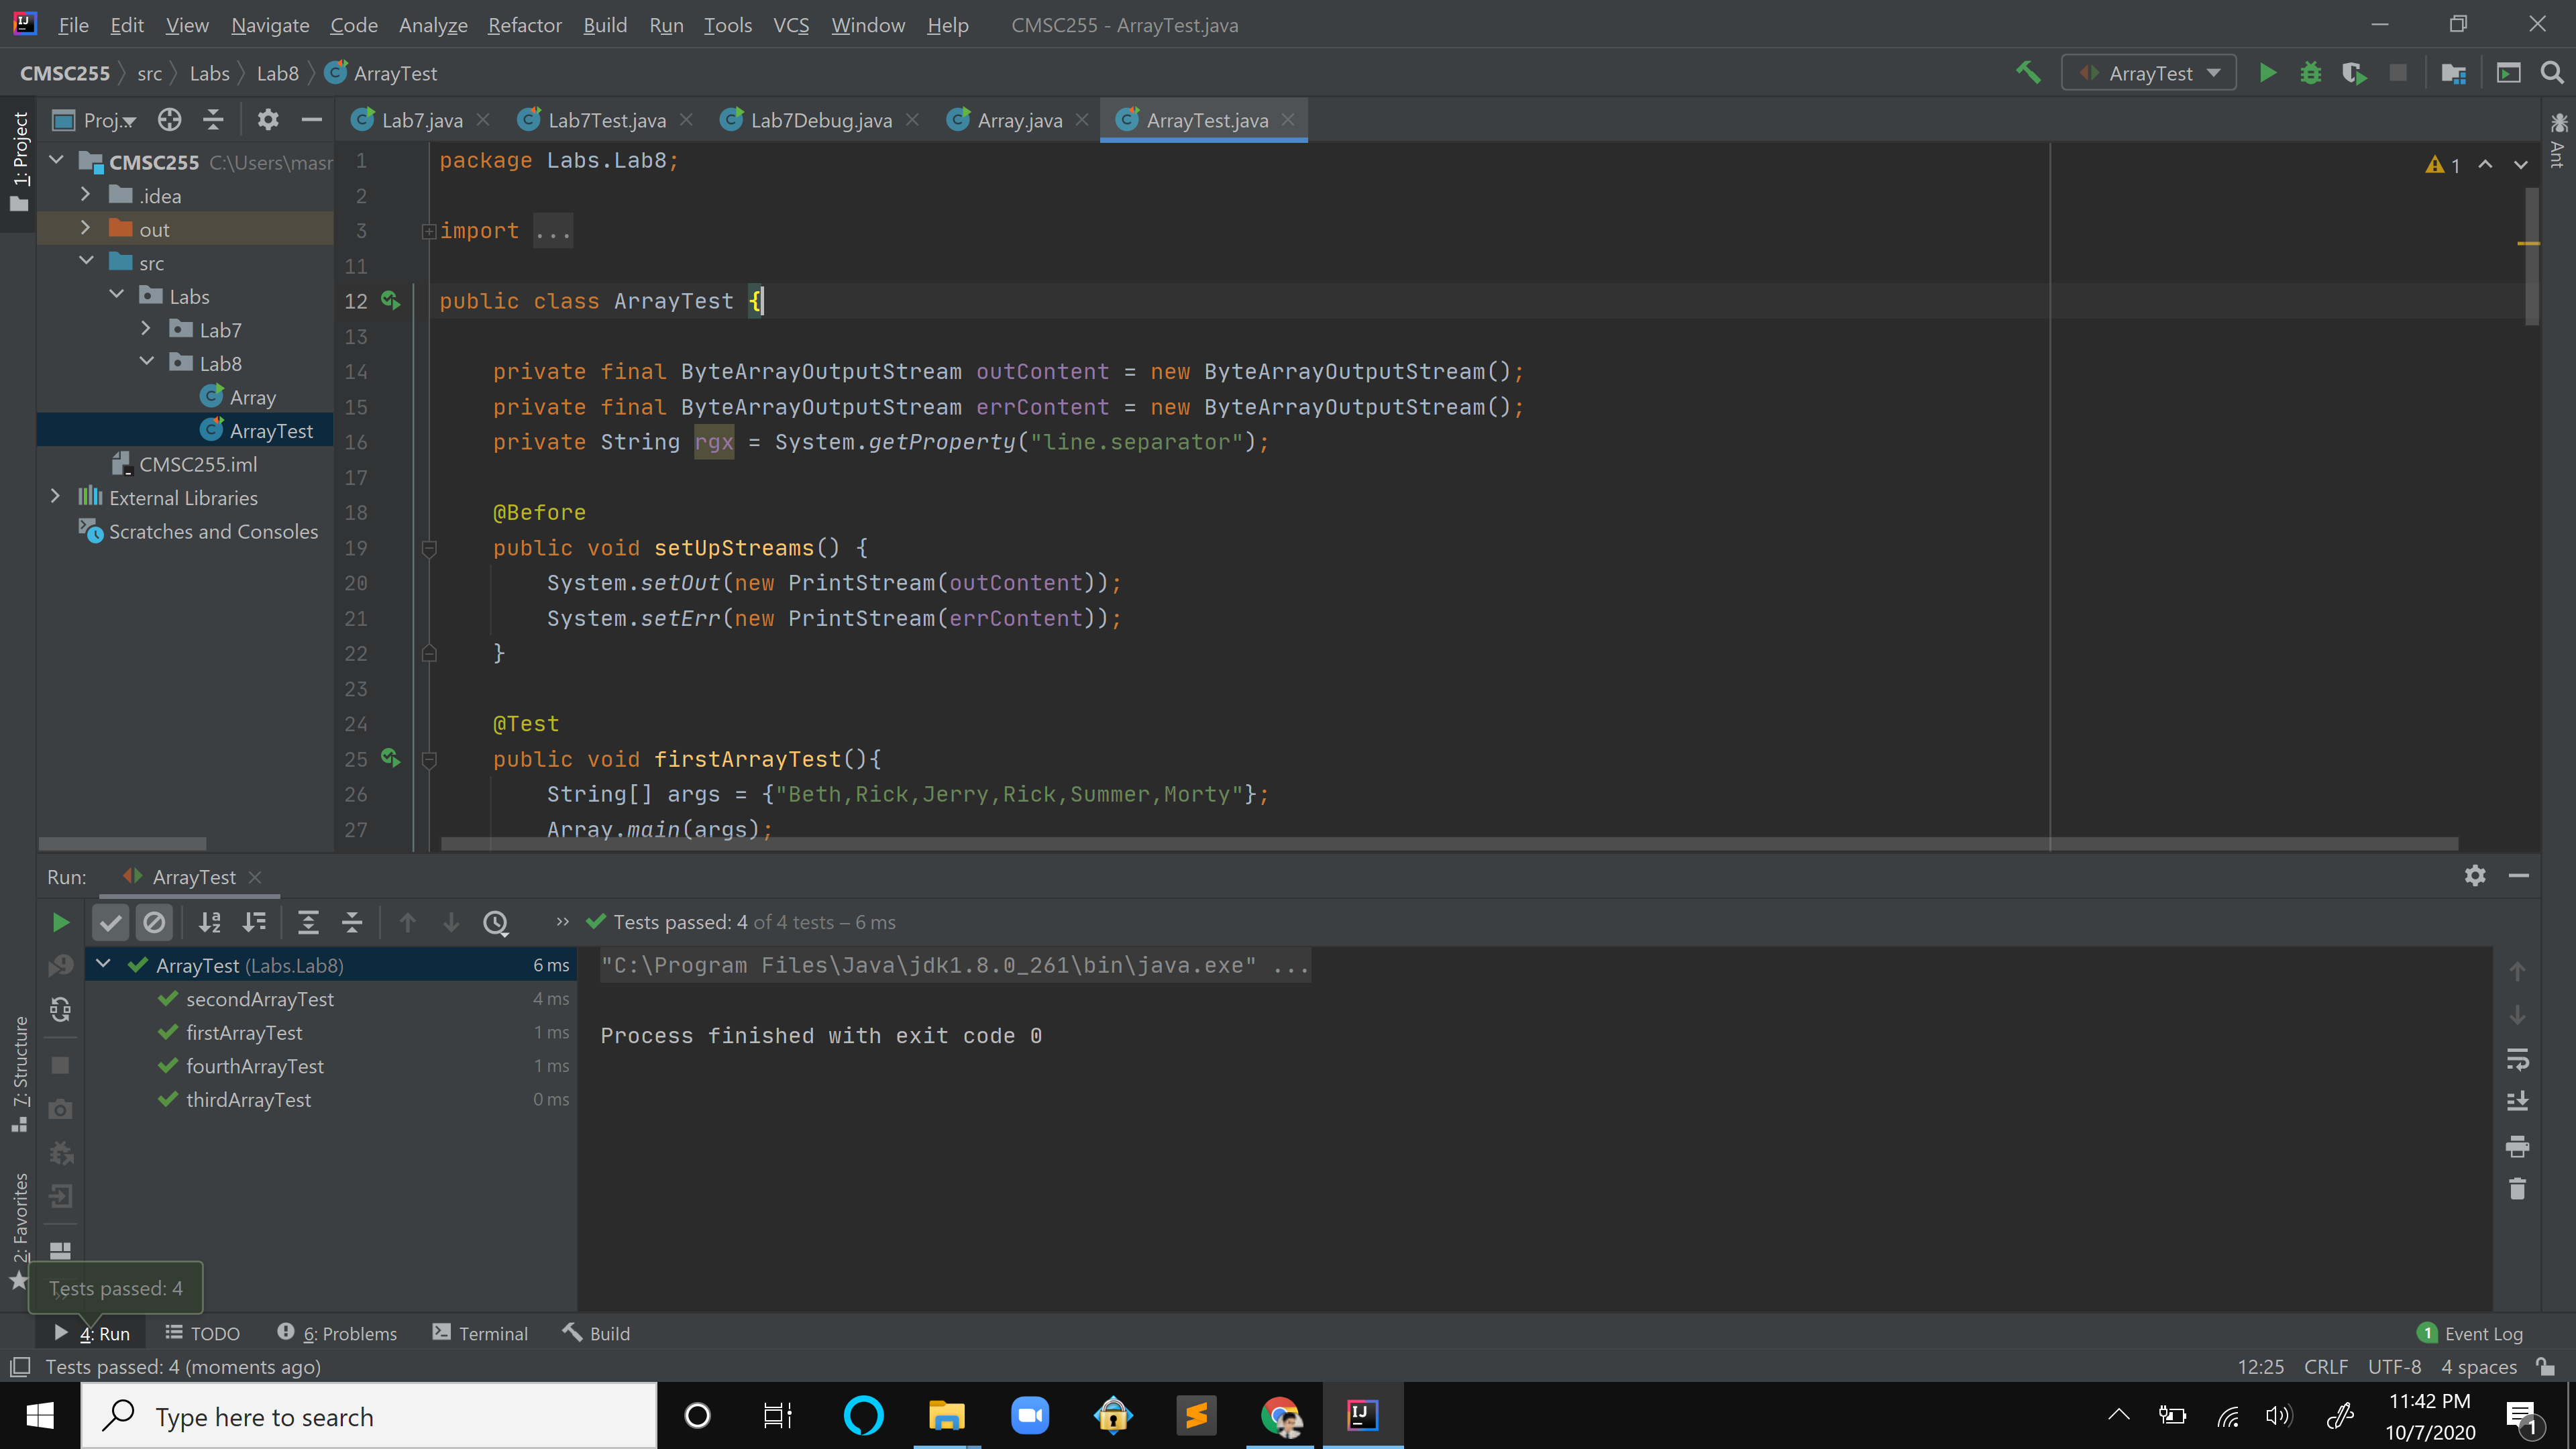 File Edit View Navigate Code Analyze Refactor Build Run Tools VCS Window Help CMSC255 - ArrayTest.java
CMSC255 src Labs Lab8 ArrayTest
ArrayTest
1: Project
Proj...
Lab7.java Lab7Test.java Lab7Debug.java Array.java ArrayTest.java
Ant
CMSC255 C:\Users\masr
.idea
out
src
Labs
Lab7
Lab8
Array
ArrayTest
CMSC255.iml
External Libraries
Scratches and Consoles
1 package Labs.Lab8;
2
3 import ...
11
12 public class ArrayTest {
13
14 private final ByteArrayOutputStream outContent = new ByteArrayOutputStream();
15 private final ByteArrayOutputStream errContent = new ByteArrayOutputStream();
16 private String rgx = System.getProperty("line.separator");
17
18 @Before
19 public void setUpStreams() {
20 System.setOut(new PrintStream(outContent));
21 System.setErr(new PrintStream(errContent));
22 }
23
24 @Test
25 public void firstArrayTest(){
26 String[] args = {"Beth,Rick,Jerry,Rick,Summer,Morty"};
27 Array.main(args);
1
Run: ArrayTest
Tests passed: 4 of 4 tests – 6 ms
ArrayTest (Labs.Lab8) 6 ms
secondArrayTest 4 ms
firstArrayTest 1 ms
fourthArrayTest 1 ms
thirdArrayTest 0 ms
"C:\Program Files\Java\jdk1.8.0_261\bin\java.exe" ...
Process finished with exit code 0
7: Structure
2: Favorites
Tests passed: 4
4: Run TODO 6: Problems Terminal Build 1 Event Log
Tests passed: 4 (moments ago) 12:25 CRLF UTF-8 4 spaces
Type here to search
11:42 PM
10/7/2020
1